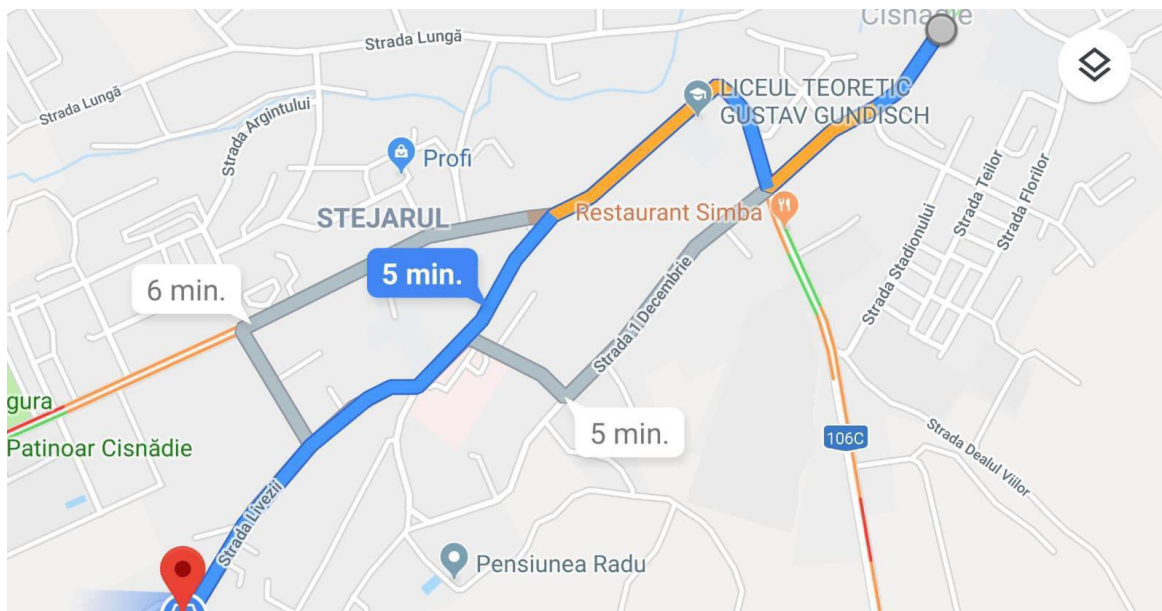 Cisnădie
Strada Lungă
Strada Lungă
Strada Argintului
LICEUL TEORETIC
GUSTAV GUNDISCH
Profi
STEJARUL
Restaurant Simba
Strada Teilor
Strada Florilor
Strada Stadionului
5 min.
6 min.
Strada 1 Decembrie
gura
Patinoar Cisnădie
5 min.
106C
Strada Dealul Viilor
Strada Livezii
Pensiunea Radu